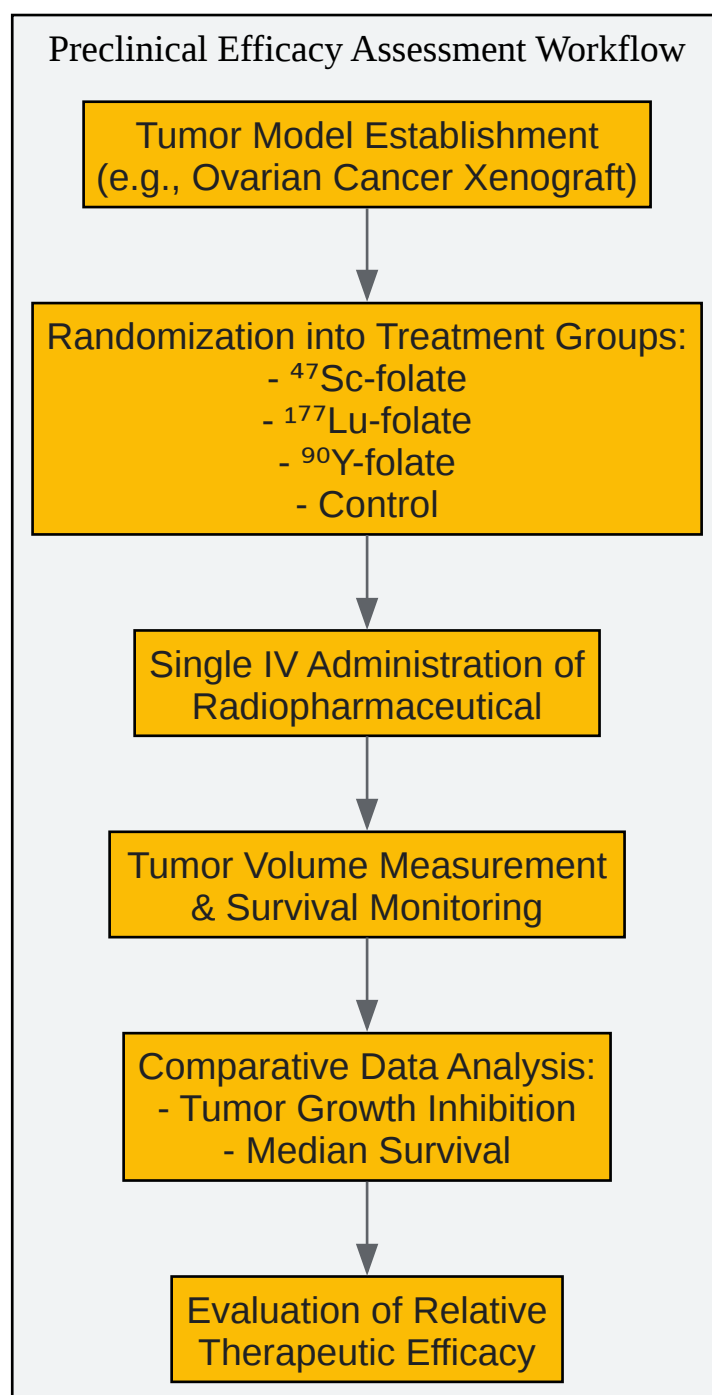 Preclinical Efficacy Assessment Workflow
Tumor Model Establishment
(e.g., Ovarian Cancer Xenograft)
Randomization into Treatment Groups:
- ⁴⁷Sc-folate
- ¹⁷⁷Lu-folate
- ⁹⁰Y-folate
- Control
Single IV Administration of
Radiopharmaceutical
Tumor Volume Measurement
& Survival Monitoring
Comparative Data Analysis:
- Tumor Growth Inhibition
- Median Survival
Evaluation of Relative
Therapeutic Efficacy